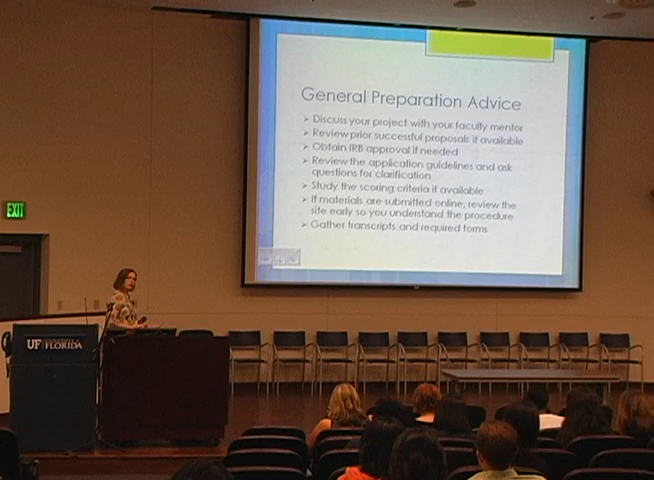 General Preparation Advice
➢ Discuss your project with your faculty mentor
➢ Review prior successful proposals if available
➢ Obtain IRB approval if needed
➢ Review the application guidelines and ask
questions for clarification
➢ Study the scoring criteria if available
➢ If materials are submitted online, review the
site early so you understand the procedure
➢ Gather transcripts and required forms
EXIT
UF FLORIDA